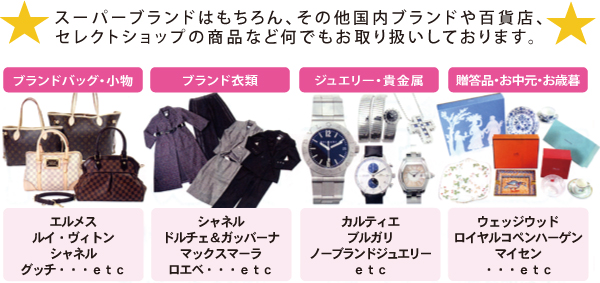 スーパーブランドはもちろん、その他国内ブランドや百貨店、
セレクトショップの商品など何でもお取り扱いしております。
ブランドバッグ・小物
エルメス
ルイ・ヴィトン
シャネル
グッチ・・・ｅｔｃ
ブランド衣類
シャネル
ドルチェ＆ガッバーナ
マックスマーラ
ロエベ・・・ｅｔｃ
ジュエリー・貴金属
カルティエ
ブルガリ
ノーブランドジュエリー
ｅｔｃ
贈答品・お中元・お歳暮
ウェッジウッド
ロイヤルコペンハーゲン
マイセン
・・・ｅｔｃ